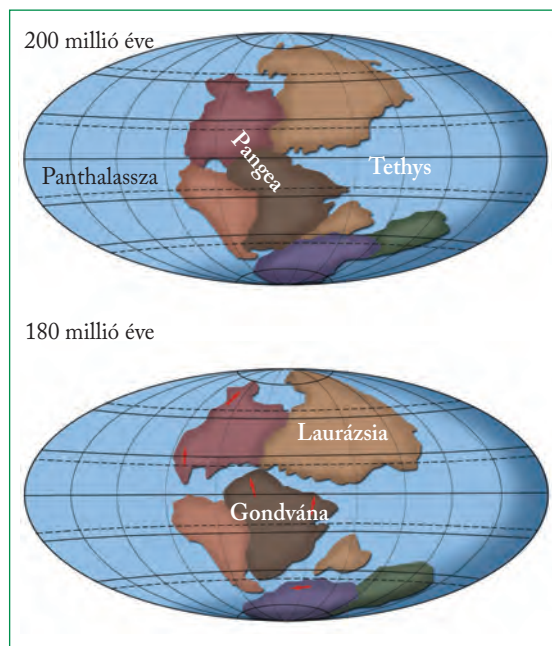 200 millió éve
Pangea
Tethys
Panthalassza
180 millió éve
Laurázsia
Gondvána